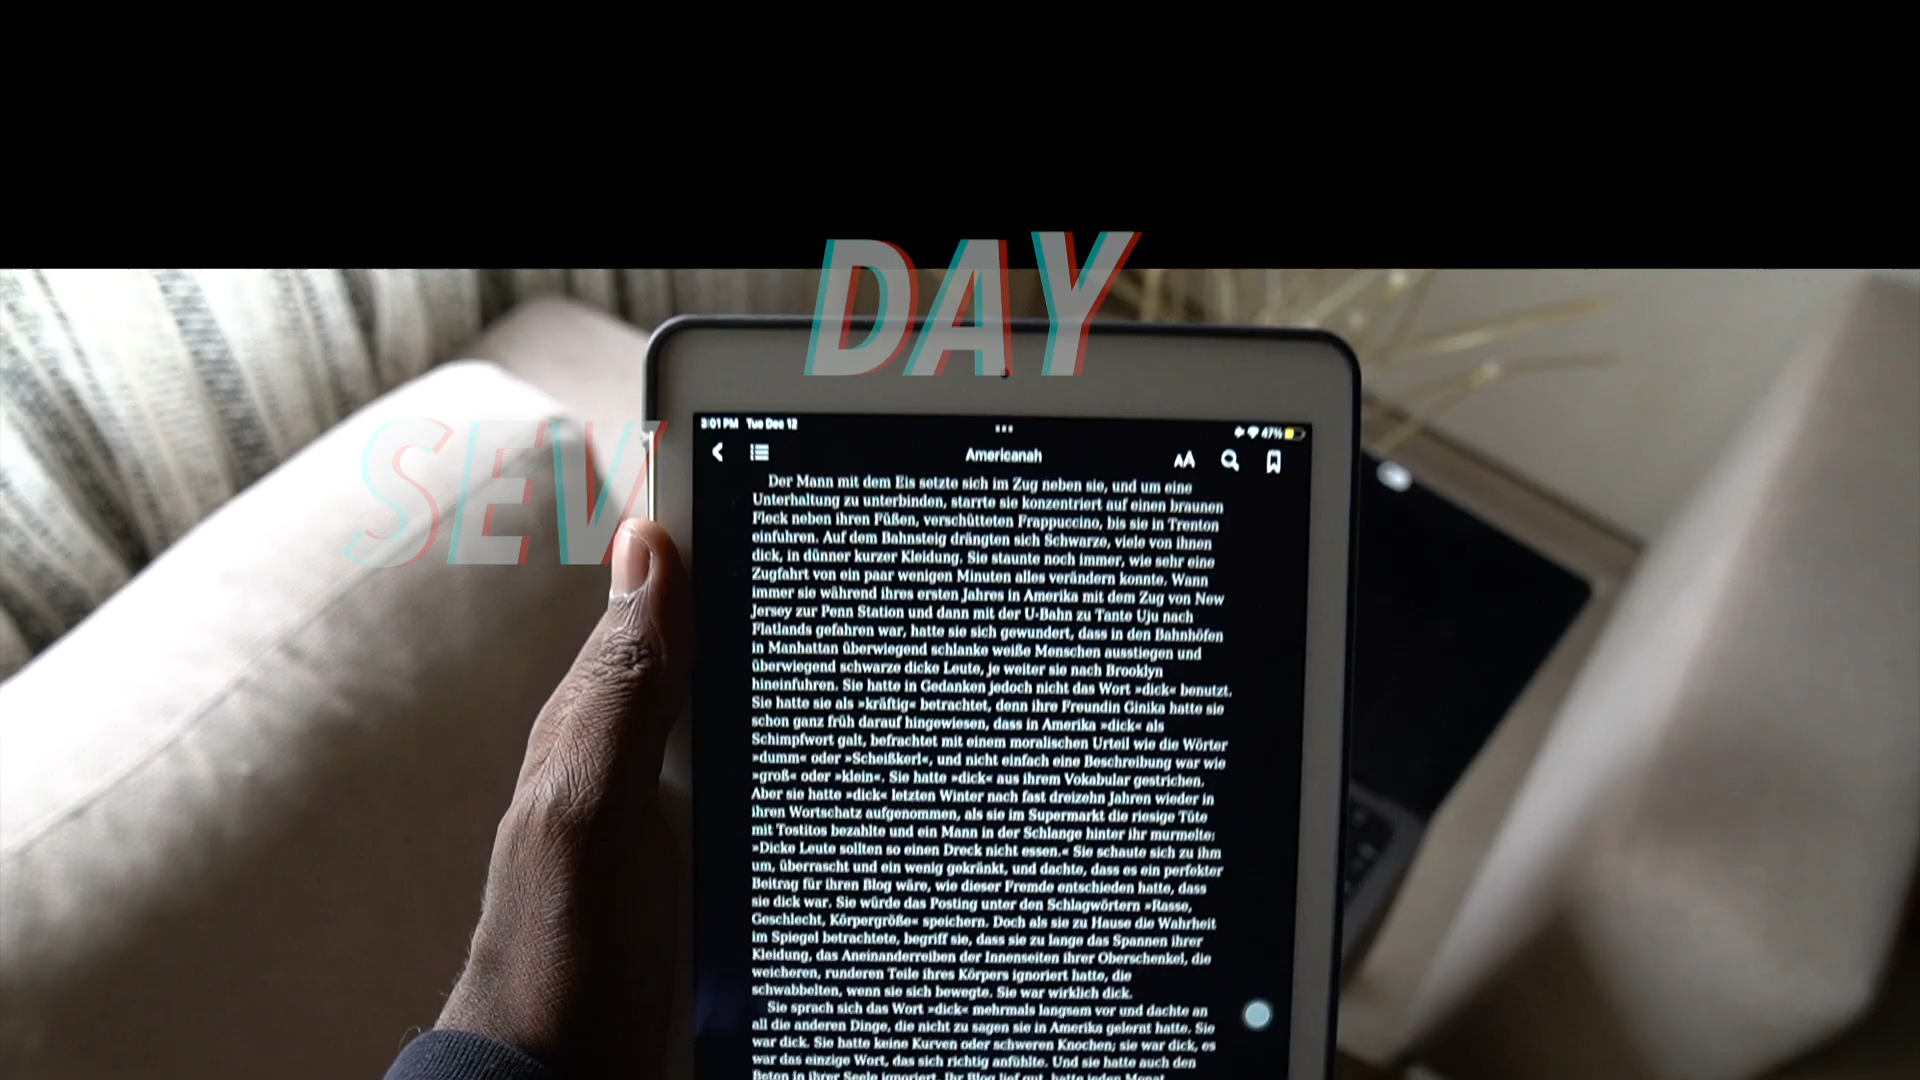 DAY
SEV
3:01 PM Tue Dec 12
47%
Americanah
AA
Der Mann mit dem Eis setzte sich im Zug neben sie, und um eine
Unterhaltung zu unterbinden, starrte sie konzentriert auf einen braunen
Fleck neben ihren Füßen, verschütteten Frappuccino, bis sie in Trenton
einfuhren. Auf dem Bahnsteig drängten sich Schwarze, viele von ihnen
dick, in dünner kurzer Kleidung. Sie staunte noch immer, wie sehr eine
Zugfahrt von ein paar wenigen Minuten alles verändern konnte. Wann
immer sie während ihres ersten Jahres in Amerika mit dem Zug von New
Jersey zur Penn Station und dann mit der U-Bahn zu Tante Uju nach
Flatlands gefahren war, hatte sie sich gewundert, dass in den Bahnhöfen
in Manhattan überwiegend schlanke weiße Menschen ausstiegen und
überwiegend schwarze dicke Leute, je weiter sie nach Brooklyn
hineinfuhren. Sie hatte in Gedanken jedoch nicht das Wort »dick« benutzt.
Sie hatte sie als »kräftig« betrachtet, denn ihre Freundin Ginika hatte sie
schon ganz früh darauf hingewiesen, dass in Amerika »dick« als
Schimpfwort galt, befrachtet mit einem moralischen Urteil wie die Wörter
»dumm« oder »Scheißkerl«, und nicht einfach eine Beschreibung war wie
»groß« oder »klein«. Sie hatte »dick« aus ihrem Vokabular gestrichen.
Aber sie hatte »dick« letzten Winter nach fast dreizehn Jahren wieder in
ihren Wortschatz aufgenommen, als sie im Supermarkt die riesige Tüte
mit Tostitos bezahlte und ein Mann in der Schlange hinter ihr murmelte:
»Dicke Leute sollten so einen Dreck nicht essen.« Sie schaute sich zu ihm
um, überrascht und ein wenig gekränkt, und dachte, dass es ein perfekter
Beitrag für ihren Blog wäre, wie dieser Fremde entschieden hatte, dass
sie dick war. Sie würde das Posting unter den Schlagwörtern »Rasse,
Geschlecht, Körpergröße« speichern. Doch als sie zu Hause die Wahrheit
im Spiegel betrachtete, begriff sie, dass sie zu lange das Spannen ihrer
Kleidung, das Aneinanderreiben der Innenseiten ihrer Oberschenkel, die
weicheren, runderen Teile ihres Körpers ignoriert hatte, die
schwabbelten, wenn sie sich bewegte. Sie war wirklich dick.
Sie sprach sich das Wort »dick« mehrmals langsam vor und dachte an
all die anderen Dinge, die nicht zu sagen sie in Amerika gelernt hatte. Sie
war dick. Sie hatte keine Kurven oder schweren Knochen; sie war dick, es
war das einzige Wort, das sich richtig anfühlte. Und sie hatte auch den
Beton in ihrer Seele ignoriert. Ihr Blog lief gut, hatte jeden Monat